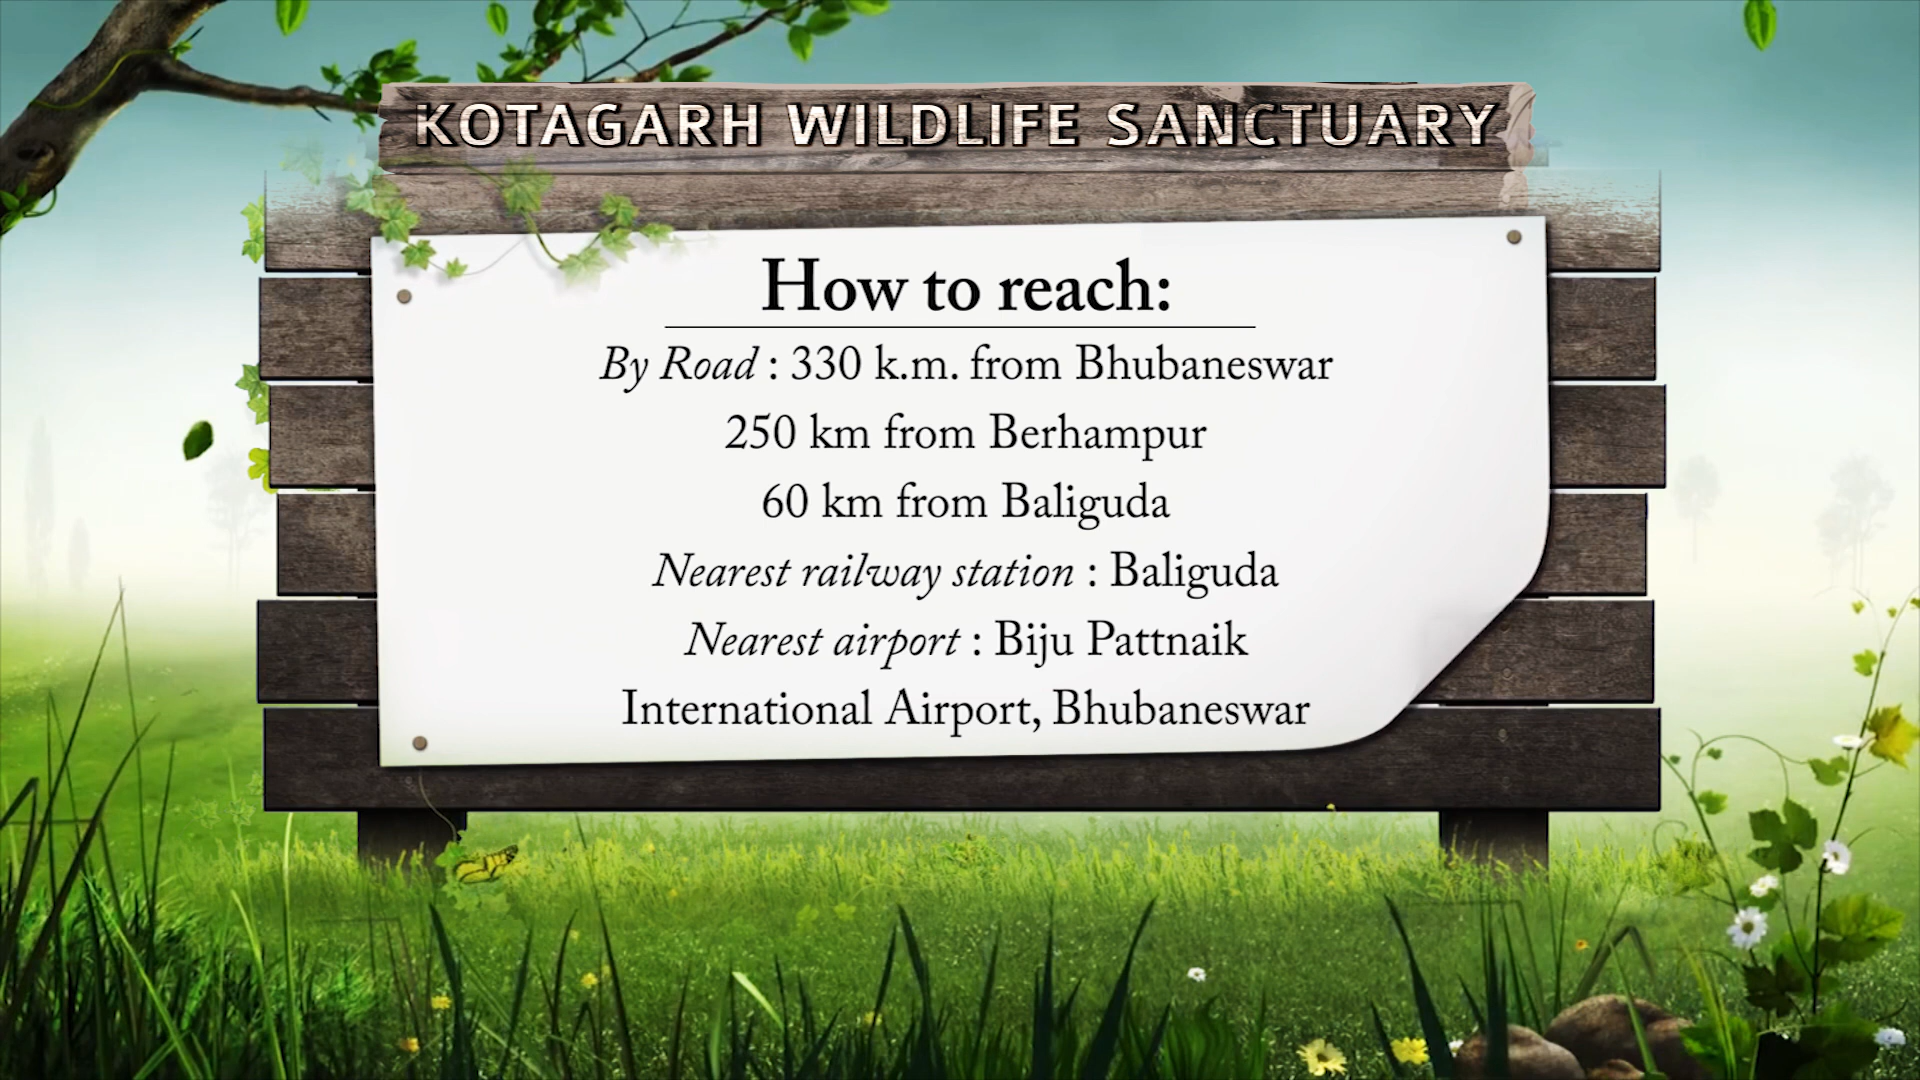 KOTAGARH WILDLIFE SANCTUARY
How to reach:
By Road : 330 k.m. from Bhubaneswar
250 km from Berhampur
60 km from Baliguda
Nearest railway station : Baliguda
Nearest airport : Biju Pattnaik
International Airport, Bhubaneswar